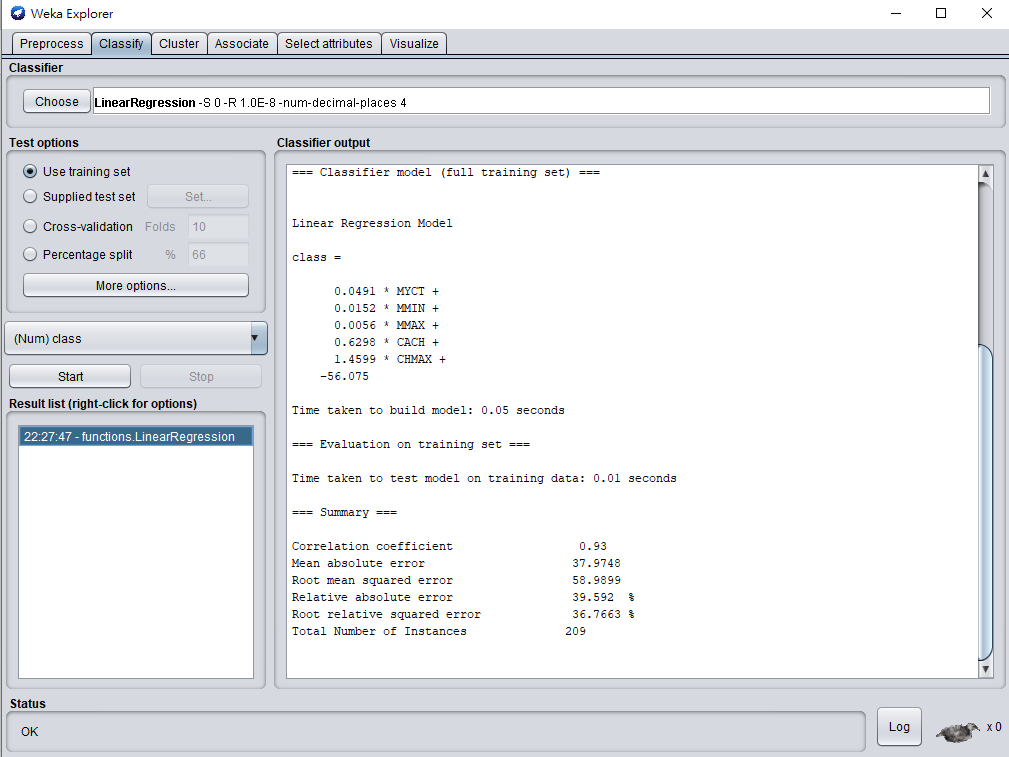 Weka Explorer
Preprocess Classify Cluster Associate Select attributes Visualize
Classifier
Choose LinearRegression -S 0 -R 1.0E-8 -num-decimal-places 4
Test options
Use training set
Supplied test set Set...
Cross-validation Folds 10
Percentage split % 66
More options...
(Num) class
Start Stop
Result list (right-click for options)
22:27:47 - functions.LinearRegression
Classifier output
=== Classifier model (full training set) ===
Linear Regression Model
class =
0.0491 * MYCT +
0.0152 * MMIN +
0.0056 * MMAX +
0.6298 * CACH +
1.4599 * CHMAX +
-56.075
Time taken to build model: 0.05 seconds
=== Evaluation on training set ===
Time taken to test model on training data: 0.01 seconds
=== Summary ===
Correlation coefficient 0.93
Mean absolute error 37.9748
Root mean squared error 58.9899
Relative absolute error 39.592 %
Root relative squared error 36.7663 %
Total Number of Instances 209
Status
OK
Log x 0